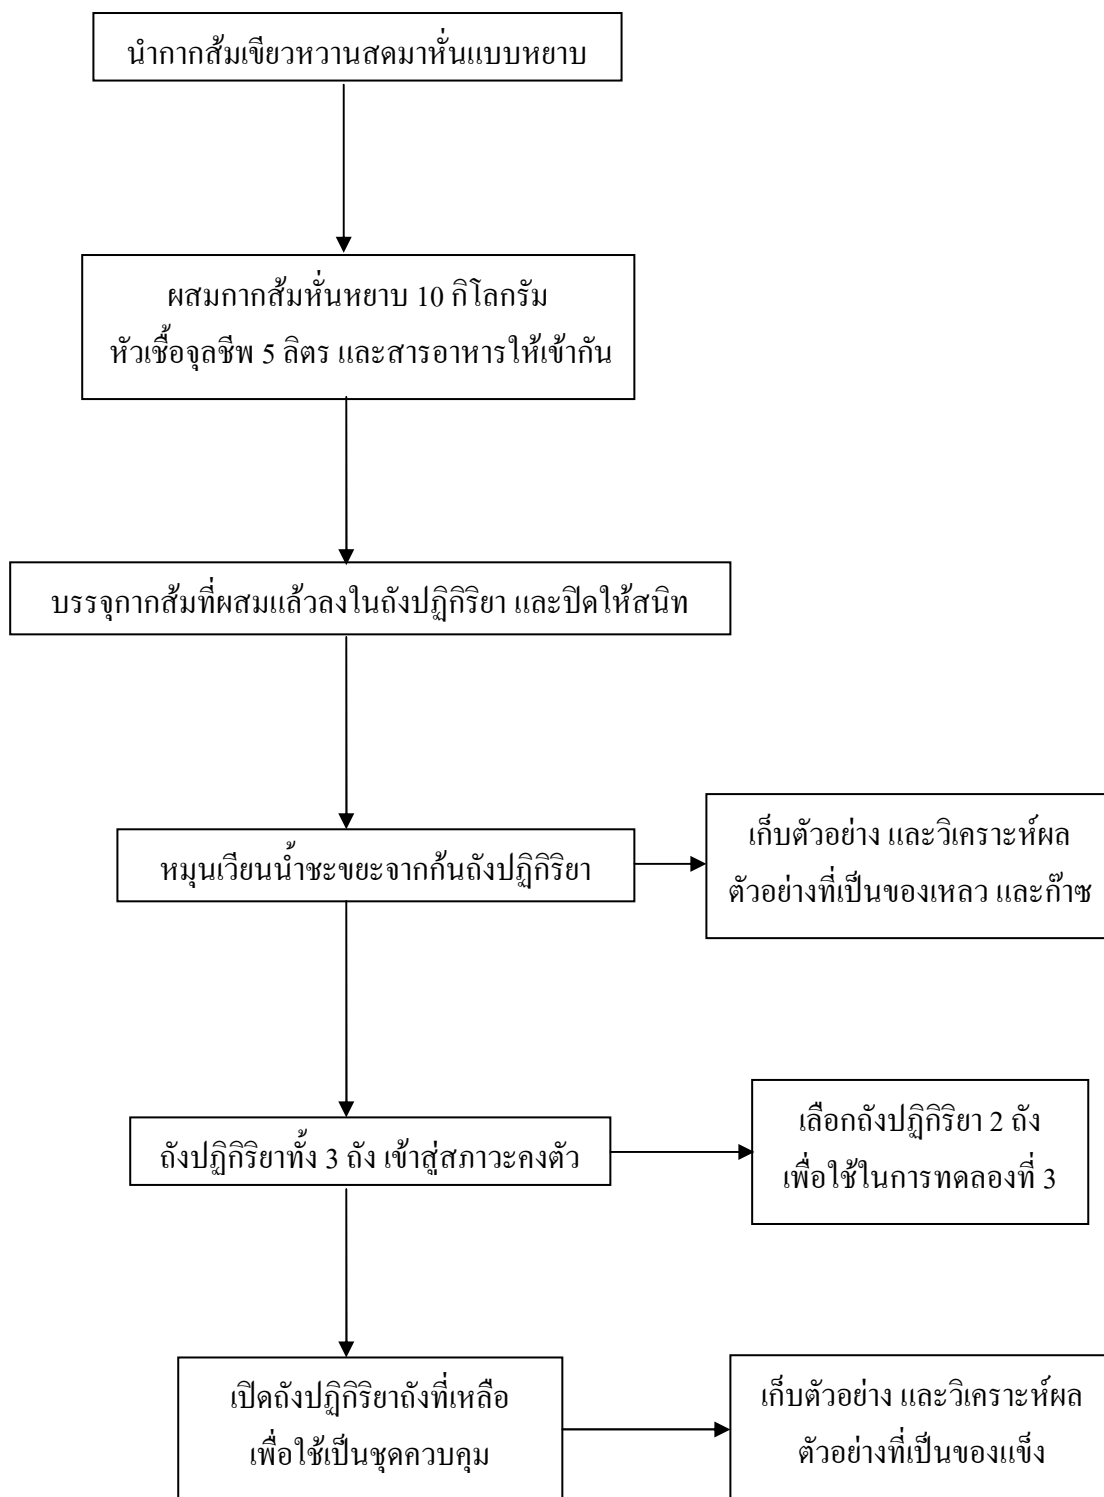 นำกากส้มเขียวหวานสดมาหั่นแบบหยาบ
ผสมกากส้มหั่นหยาบ 10 กิโลกรัม
หัวเชื้อจุลชีพ 5 ลิตร และสารอาหารให้เข้ากัน
บรรจุกากส้มที่ผสมแล้วลงในถังปฏิกิริยา และปิดให้สนิท
หมุนเวียนน้ำชะขยะจากก้นถังปฏิกิริยา
เก็บตัวอย่าง และวิเคราะห์ผล
ตัวอย่างที่เป็นของเหลว และก๊าซ
ถังปฏิกิริยาทั้ง 3 ถัง เข้าสู่สภาวะคงตัว
เลือกถังปฏิกิริยา 2 ถัง
เพื่อใช้ในการทดลองที่ 3
เปิดถังปฏิกิริยาถังที่เหลือ
เพื่อใช้เป็นชุดควบคุม
เก็บตัวอย่าง และวิเคราะห์ผล
ตัวอย่างที่เป็นของแข็ง